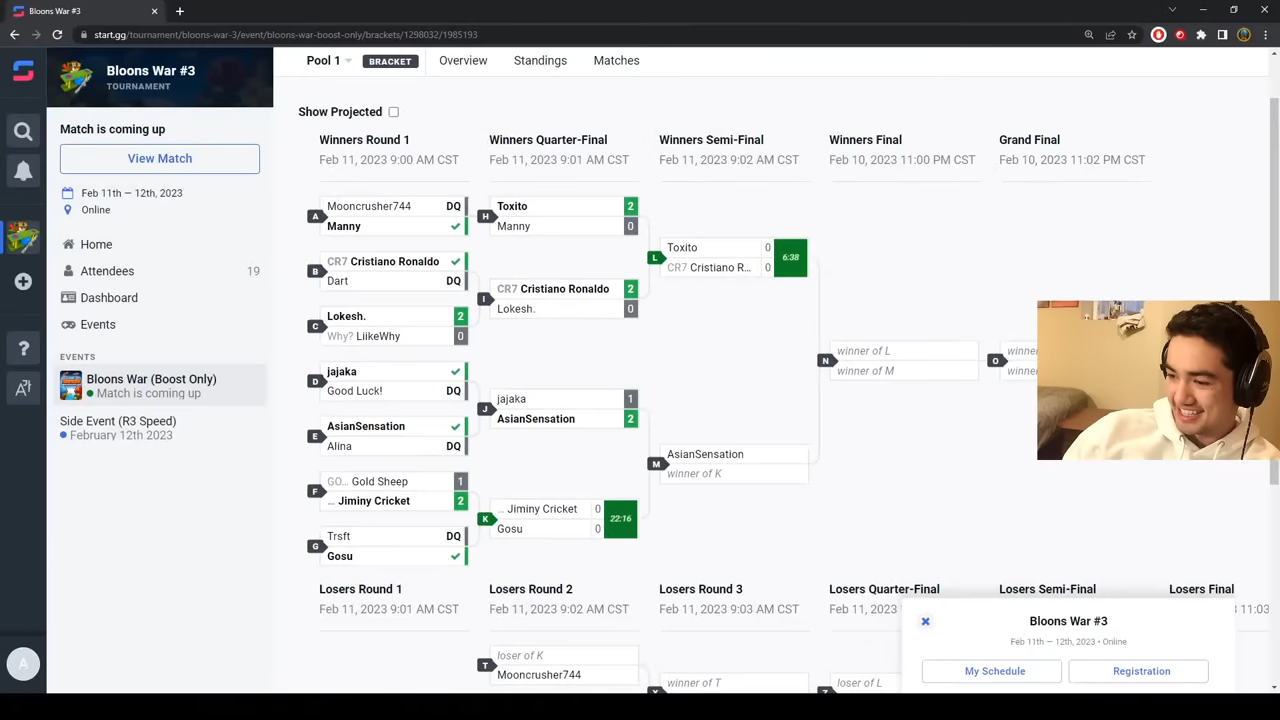 Bloons War #3
start.gg/tournament/bloons-war-3/event/bloons-war-boost-only/brackets/1298032/1985193
Bloons War #3
TOURNAMENT
Match is coming up
View Match
Feb 11th — 12th, 2023
Online
Home
Attendees 19
Dashboard
Events
EVENTS
Bloons War (Boost Only)
Match is coming up
Side Event (R3 Speed)
February 12th 2023
?
A
Pool 1 BRACKET Overview Standings Matches
Show Projected
Winners Round 1 Winners Quarter-Final Winners Semi-Final Winners Final Grand Final
Feb 11, 2023 9:00 AM CST Feb 11, 2023 9:01 AM CST Feb 11, 2023 9:02 AM CST Feb 10, 2023 11:00 PM CST Feb 10, 2023 11:02 PM CST
A
Mooncrusher744 DQ
Manny
B
CR7 Cristiano Ronaldo
Dart DQ
C
Lokesh. 2
Why? LiikeWhy 0
D
jajaka
Good Luck! DQ
E
AsianSensation
Alina DQ
F
GO... Gold Sheep 1
... Jiminy Cricket 2
G
Trsft DQ
Gosu
H
Toxito 2
Manny 0
I
CR7 Cristiano Ronaldo 2
Lokesh. 0
J
jajaka 1
AsianSensation 2
K
... Jiminy Cricket 0
Gosu 0
22:16
L
Toxito 0
CR7 Cristiano R... 0
6:38
M
AsianSensation
winner of K
N
winner of L
winner of M
O
winne
winne
Losers Round 1 Losers Round 2 Losers Round 3 Losers Quarter-Final Losers Semi-Final Losers Final
Feb 11, 2023 9:01 AM CST Feb 11, 2023 9:02 AM CST Feb 11, 2023 9:03 AM CST Feb 11, 2023 11:03
T
loser of K
Mooncrusher744
X
winner of T
Z
loser of L
Bloons War #3
Feb 11th — 12th, 2023 • Online
My Schedule
Registration